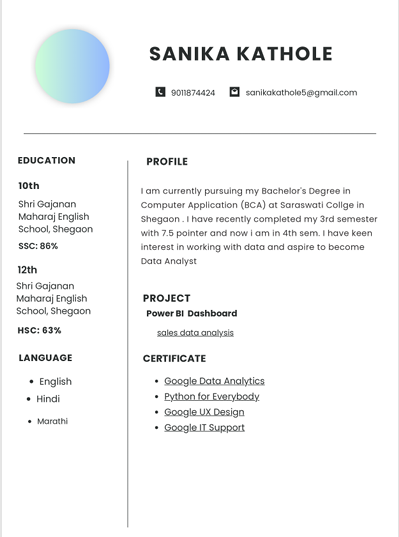 SANIKA KATHOLE
9011874424 sanikakathole5@gmail.com
EDUCATION
10th
Shri Gajanan
Maharaj English
School, Shegaon
SSC: 86%
12th
Shri Gajanan
Maharaj English
School, Shegaon
HSC: 63%
LANGUAGE
• English
• Hindi
• Marathi
PROFILE
I am currently pursuing my Bachelor's Degree in
Computer Application (BCA) at Saraswati Collge in
Shegaon . I have recently completed my 3rd semester
with 7.5 pointer and now i am in 4th sem. I have keen
interest in working with data and aspire to become
Data Analyst
PROJECT
Power BI Dashboard
sales data analysis
CERTIFICATE
• Google Data Analytics
• Python for Everybody
• Google UX Design
• Google IT Support